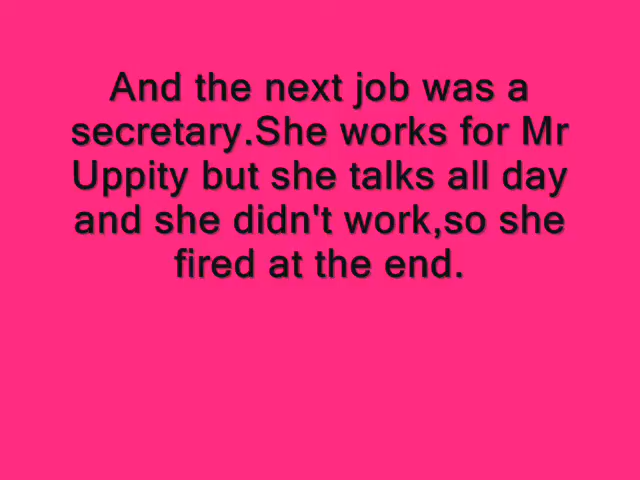 And the next job was a
secretary.She works for Mr
Uppity but she talks all day
and she didn't work,so she
fired at the end.